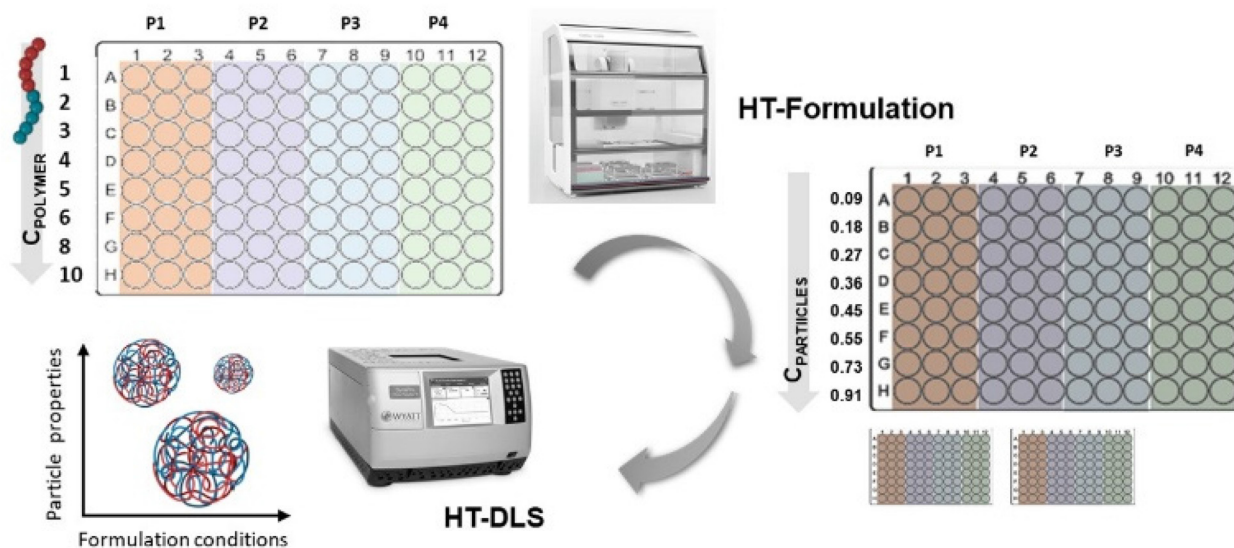 P1 P2 P3 P4
1 2 3 4 5 6 7 8 9 10 11 12
CPOLYMER
1 A
2 B
3 C
4 D
5 E
6 F
8 G
10 H
HT-Formulation
P1 P2 P3 P4
1 2 3 4 5 6 7 8 9 10 11 12
CPARTIICLES
0.09 A
0.18 B
0.27 C
0.36 D
0.45 E
0.55 F
0.73 G
0.91 H
Particle properties
Formulation conditions
WYATT
HT-DLS